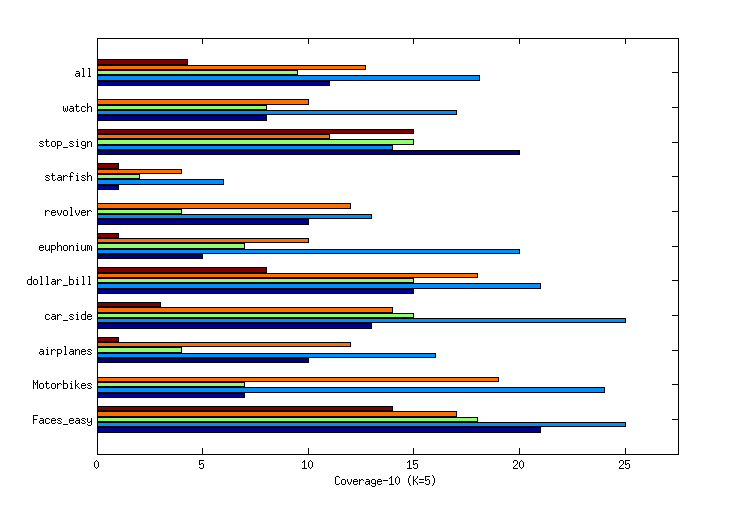 all
watch
stop_sign
starfish
revolver
euphonium
dollar_bill
car_side
airplanes
Motorbikes
Faces_easy
0 5 10 15 20 25
Coverage-10 (K=5)